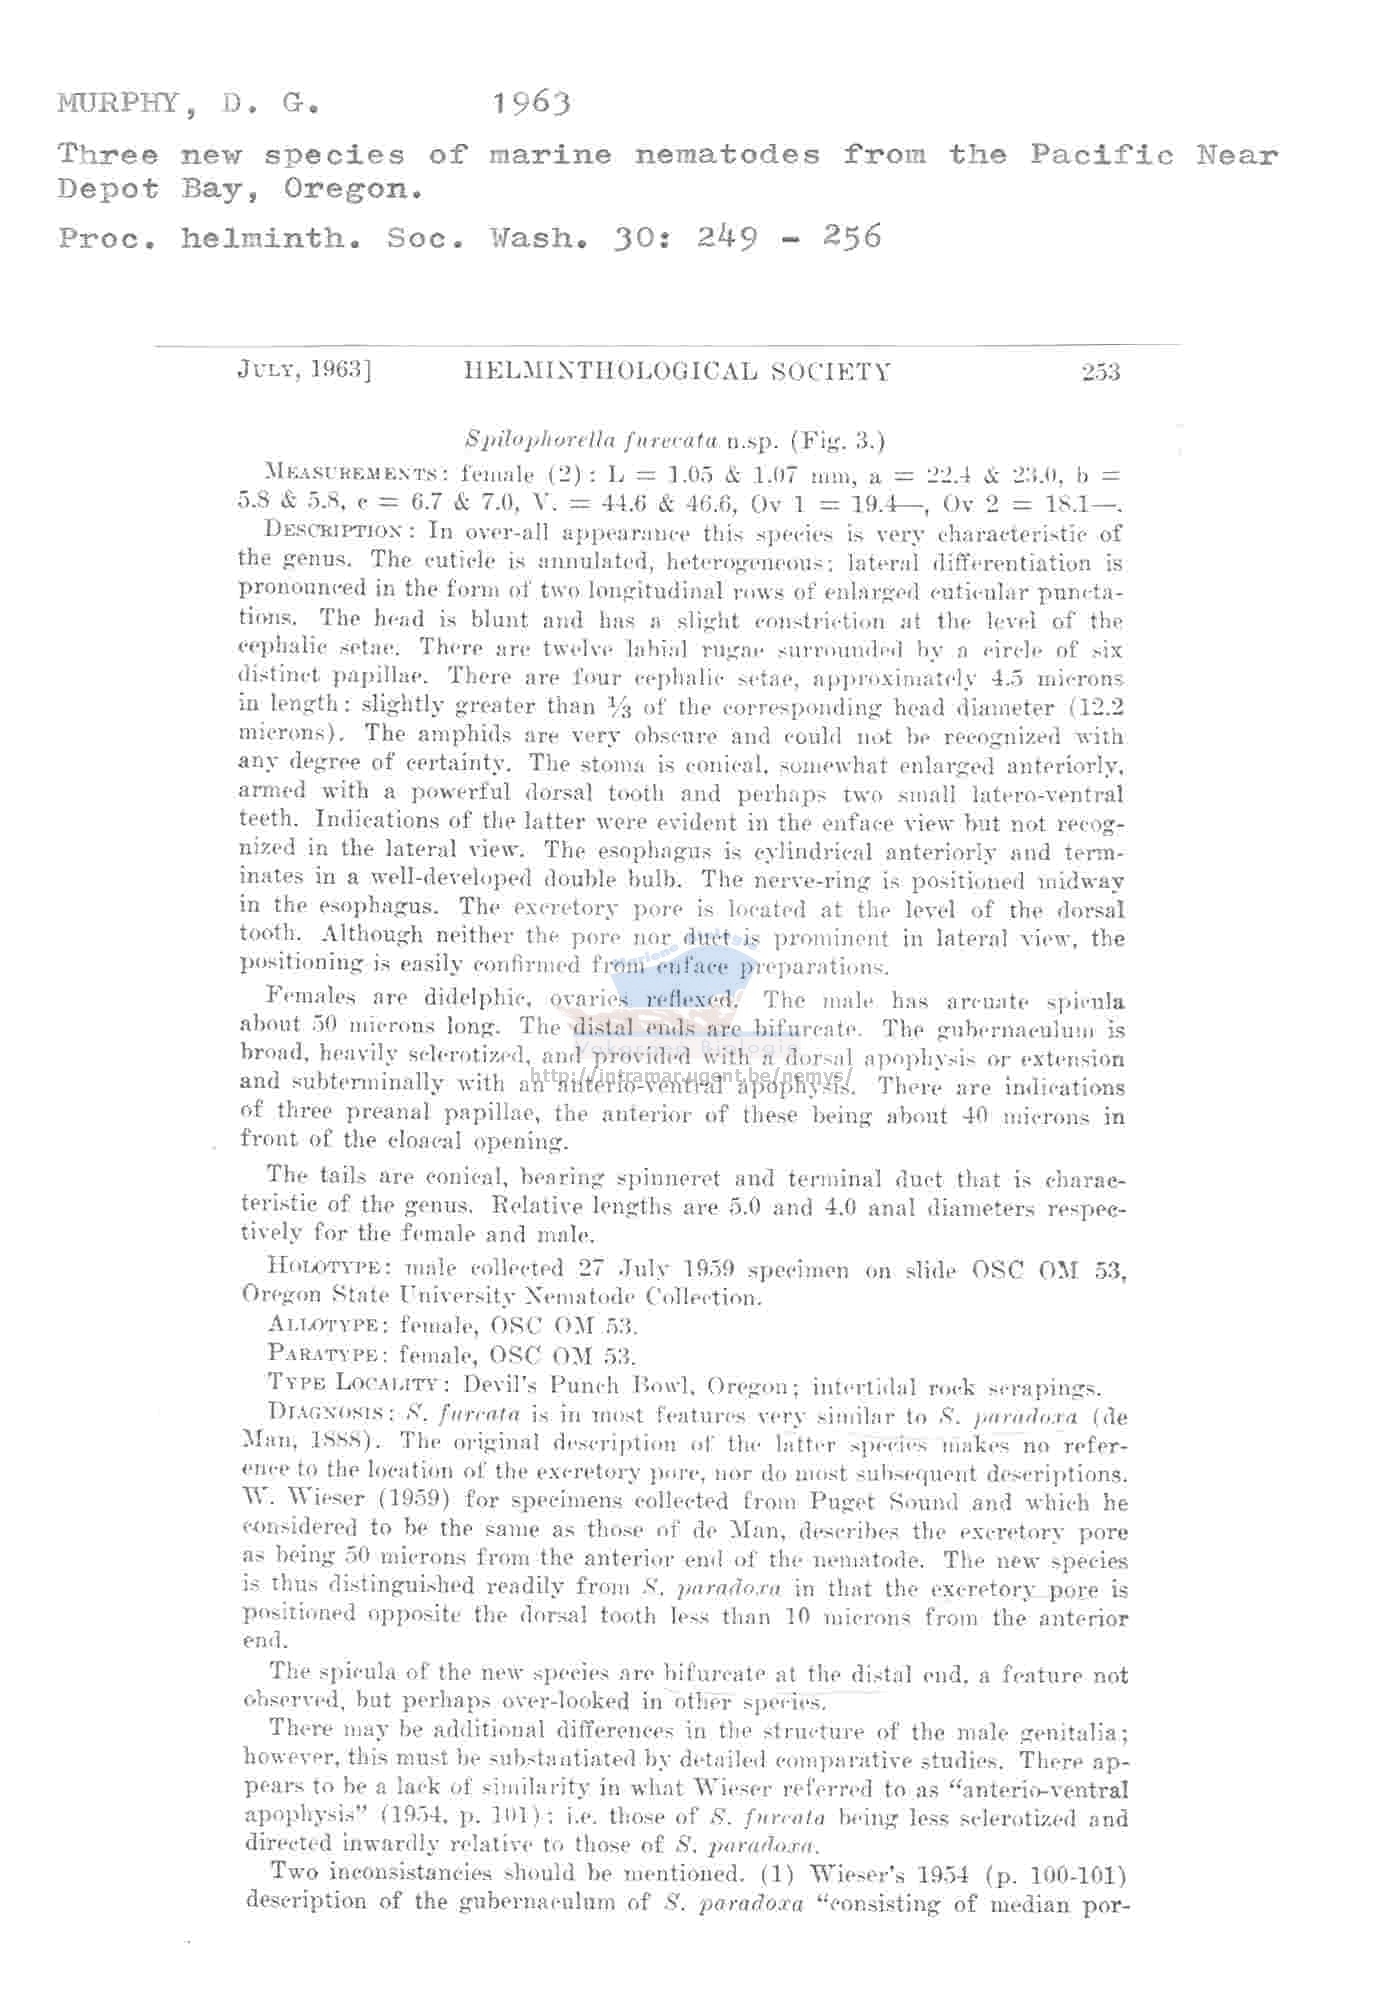 MURPHY, D. G. 1963
Three new species of marine nematodes from the Pacific Near
Depot Bay, Oregon.
Proc. helminth. Soc. Wash. 30: 249 - 256
JULY, 1963] HELMINTHOLOGICAL SOCIETY 253
Spilophorella furecata n.sp. (Fig. 3.)
MEASUREMENTS: female (2): L = 1.05 & 1.07 mm, a = 22.4 & 23.0, b =
5.8 & 5.8, c = 6.7 & 7.0, V. = 44.6 & 46.6, Ov 1 = 19.4—, Ov 2 = 18.1—.
DESCRIPTION: In over-all appearance this species is very characteristic of
the genus. The cuticle is annulated, heterogeneous; lateral differentiation is
pronounced in the form of two longitudinal rows of enlarged cuticular puncta-
tions. The head is blunt and has a slight constriction at the level of the
cephalic setae. There are twelve labial rugae surrounded by a circle of six
distinct papillae. There are four cephalic setae, approximately 4.5 microns
in length: slightly greater than ⅓ of the corresponding head diameter (12.2
microns). The amphids are very obscure and could not be recognized with
any degree of certainty. The stoma is conical, somewhat enlarged anteriorly,
armed with a powerful dorsal tooth and perhaps two small latero-ventral
teeth. Indications of the latter were evident in the enface view but not recog-
nized in the lateral view. The esophagus is cylindrical anteriorly and term-
inates in a well-developed double bulb. The nerve-ring is positioned midway
in the esophagus. The excretory pore is located at the level of the dorsal
tooth. Although neither the pore nor duct is prominent in lateral view, the
positioning is easily confirmed from enface preparations.
Females are didelphic, ovaries reflexed. The male has arcuate spicula
about 50 microns long. The distal ends are bifurcate. The gubernaculum is
broad, heavily sclerotized, and provided with a dorsal apophysis or extension
http://intramar.ugent.be/nemys/
and subterminally with an anterio-ventral apophysis. There are indications
of three preanal papillae, the anterior of these being about 40 microns in
front of the cloacal opening.
The tails are conical, bearing spinneret and terminal duct that is charac-
teristic of the genus. Relative lengths are 5.0 and 4.0 anal diameters respec-
tively for the female and male.
HOLOTYPE: male collected 27 July 1959 specimen on slide OSC OM 53,
Oregon State University Nematode Collection.
ALLOTYPE: female, OSC OM 53.
PARATYPE: female, OSC OM 53.
TYPE LOCALITY: Devil's Punch Bowl, Oregon; intertidal rock scrapings.
DIAGNOSIS: S. furcata is in most features very similar to S. paradoxa (de
Man, 1888). The original description of the latter species makes no refer-
ence to the location of the excretory pore, nor do most subsequent descriptions.
W. Wieser (1959) for specimens collected from Puget Sound and which he
considered to be the same as those of de Man, describes the excretory pore
as being 50 microns from the anterior end of the nematode. The new species
is thus distinguished readily from S. paradoxa in that the excretory pore is
positioned opposite the dorsal tooth less than 10 microns from the anterior
end.
The spicula of the new species are bifurcate at the distal end, a feature not
observed, but perhaps over-looked in other species.
There may be additional differences in the structure of the male genitalia;
however, this must be substantiated by detailed comparative studies. There ap-
pears to be a lack of similarity in what Wieser referred to as "anterio-ventral
apophysis" (1954, p. 101); i.e. those of S. furcata being less sclerotized and
directed inwardly relative to those of S. paradoxa.
Two inconsistancies should be mentioned. (1) Wieser's 1954 (p. 100-101)
description of the gubernaculum of S. paradoxa "consisting of median por-